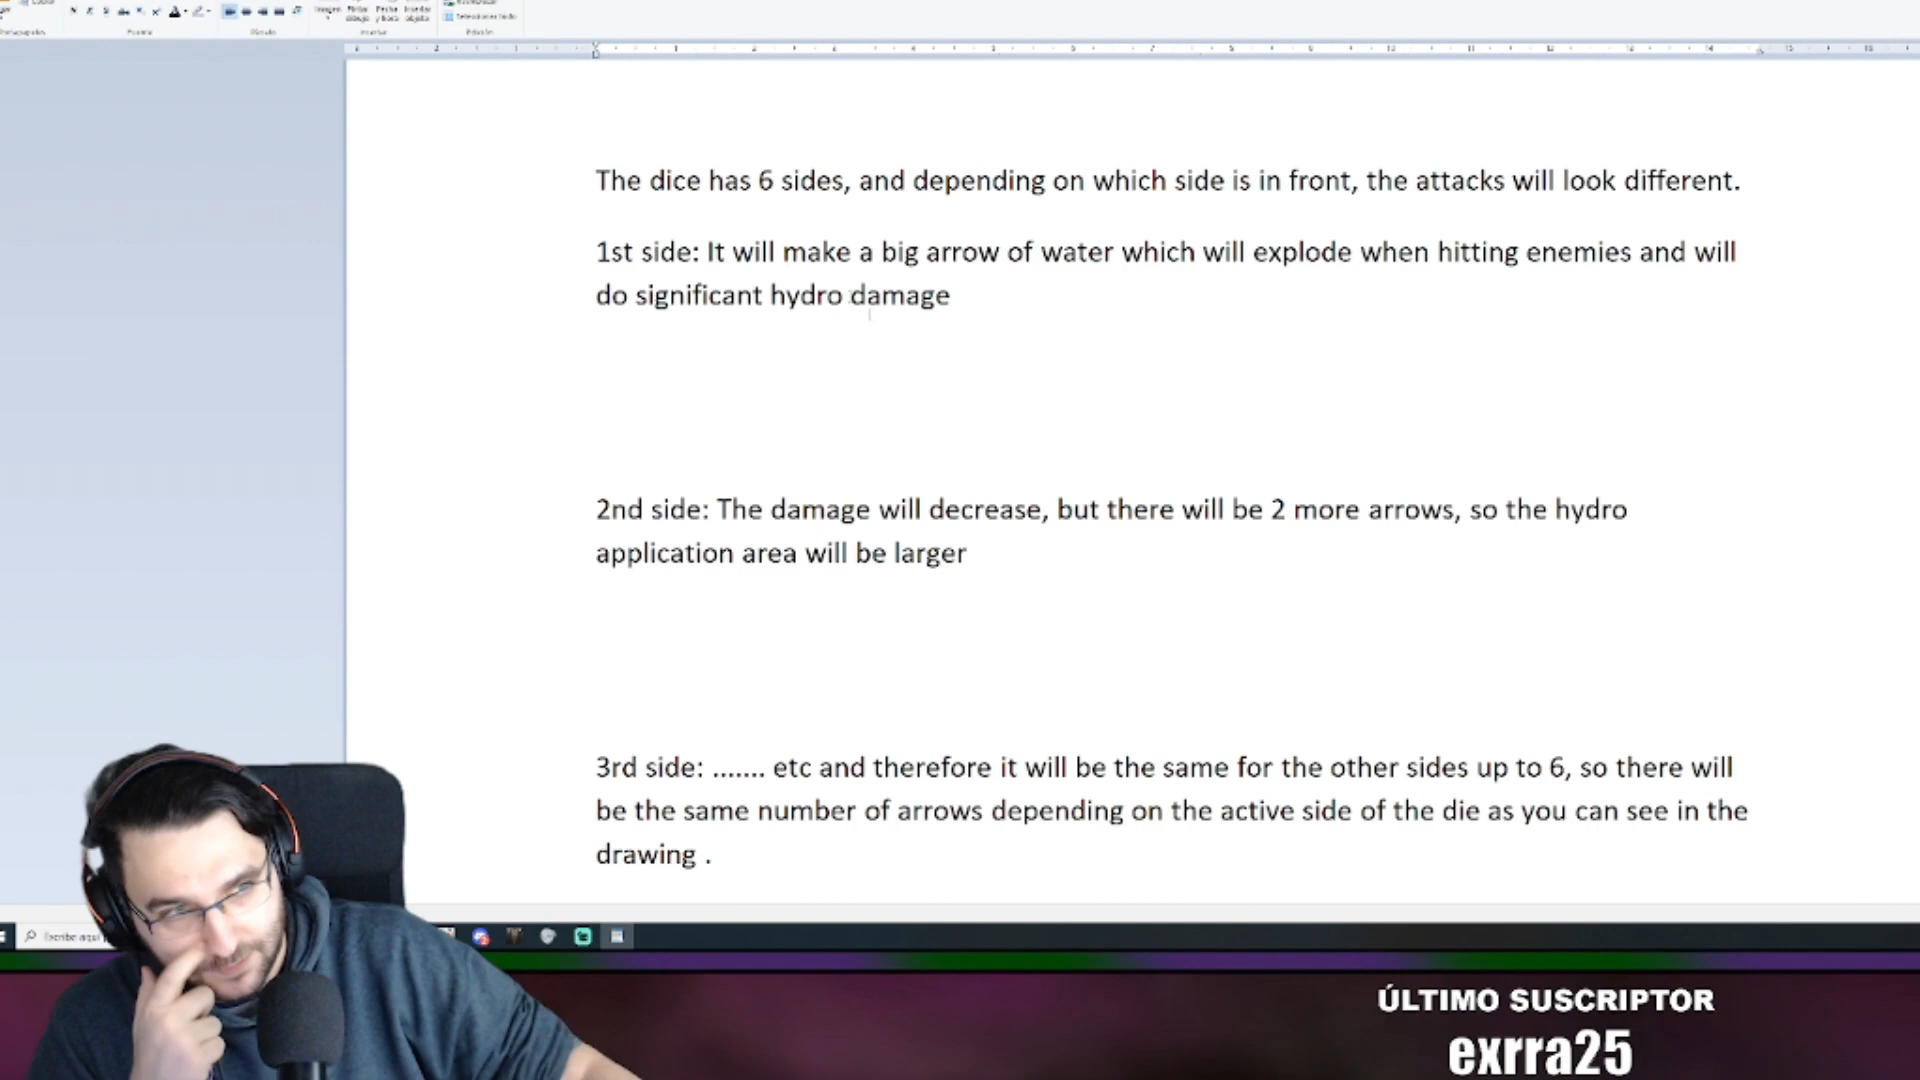 The dice has 6 sides, and depending on which side is in front, the attacks will look different.
1st side: It will make a big arrow of water which will explode when hitting enemies and will
do significant hydro damage
2nd side: The damage will decrease, but there will be 2 more arrows, so the hydro
application area will be larger
3rd side: ....... etc and therefore it will be the same for the other sides up to 6, so there will
be the same number of arrows depending on the active side of the die as you can see in the
drawing .
Escribe aquí
ÚLTIMO SUSCRIPTOR
exrra25